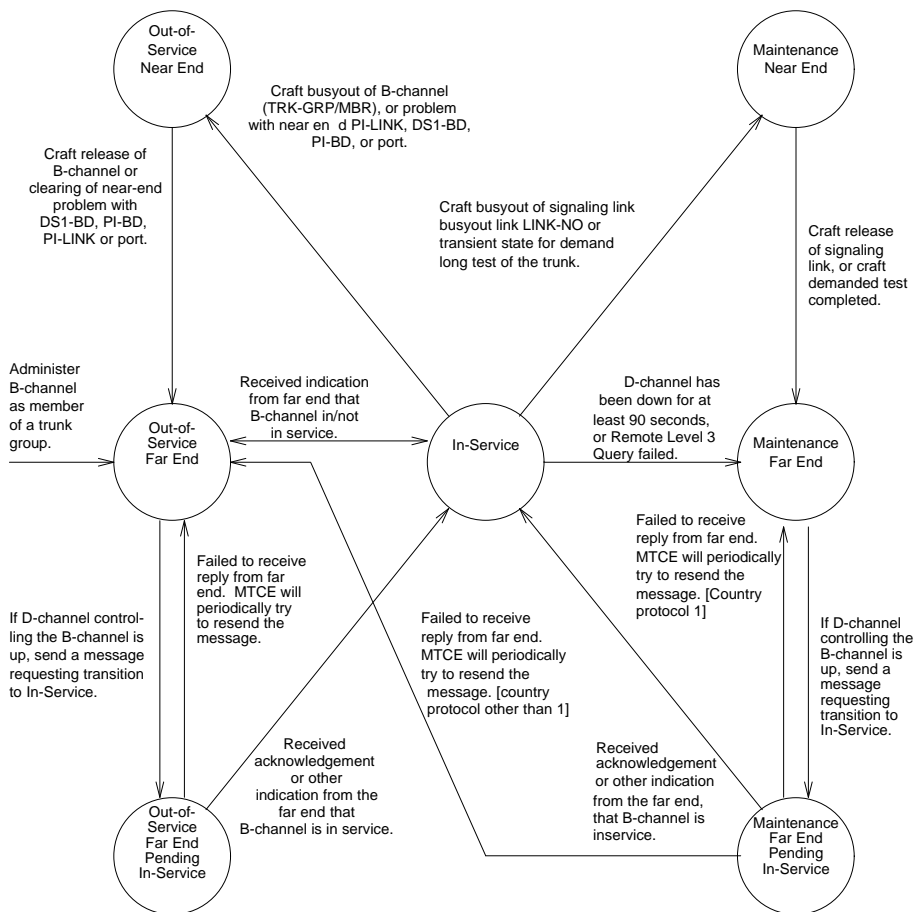 Out-of-
Service
Near End
Maintenance
Near End
Craft busyout of B-channel
(TRK-GRP/MBR), or problem
with near en d PI-LINK, DS1-BD,
PI-BD, or port.
Craft release of
B-channel or
clearing of near-end
problem with
DS1-BD, PI-BD,
PI-LINK or port.
Craft busyout of signaling link
busyout link LINK-NO or
transient state for demand
long test of the trunk.
Craft release
of signaling
link, or craft
demanded test
completed.
Administer
B-channel
as member
of a trunk
group.
Received indication
from far end that
B-channel in/not
in service.
D-channel has
been down for at
least 90 seconds,
or Remote Level 3
Query failed.
Out-of-
Service
Far End
In-Service
Maintenance
Far End
Failed to receive
reply from far
end. MTCE will
periodically try
to resend the
message.
Failed to receive
reply from far end.
MTCE will periodically
try to resend the
message. [Country
protocol 1]
If D-channel control-
ling the B-channel is
up, send a message
requesting transition
to In-Service.
Failed to receive
reply from far end.
MTCE will periodically
try to resend the
message. [country
protocol other than 1]
If D-channel
controlling the
B-channel is
up, send a
message
requesting
transition to
In-Service.
Received
acknowledgement
or other
indication from the
far end that
B-channel is in service.
Received
acknowledgement
or other indication
from the far end,
that B-channel is
inservice.
Out-of-
Service
Far End
Pending
In-Service
Maintenance
Far End
Pending
In-Service